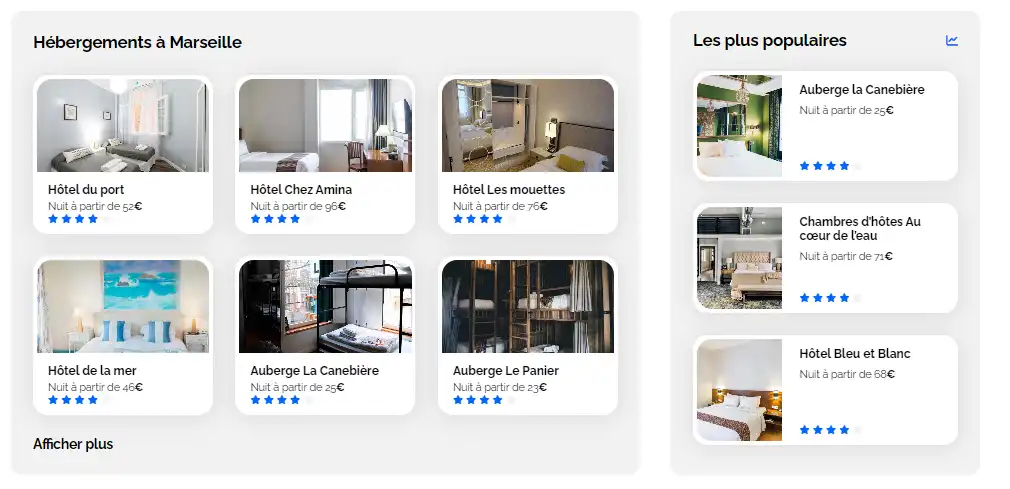 Hébergements à Marseille
Hôtel du port
Nuit à partir de 52€
Hôtel Chez Amina
Nuit à partir de 96€
Hôtel Les mouettes
Nuit à partir de 76€
Hôtel de la mer
Nuit à partir de 46€
Auberge La Canebière
Nuit à partir de 25€
Auberge Le Panier
Nuit à partir de 23€
Afficher plus
Les plus populaires
Auberge la Canebière
Nuit à partir de 25€
Chambres d'hôtes Au
cœur de l'eau
Nuit à partir de 71€
Hôtel Bleu et Blanc
Nuit à partir de 68€